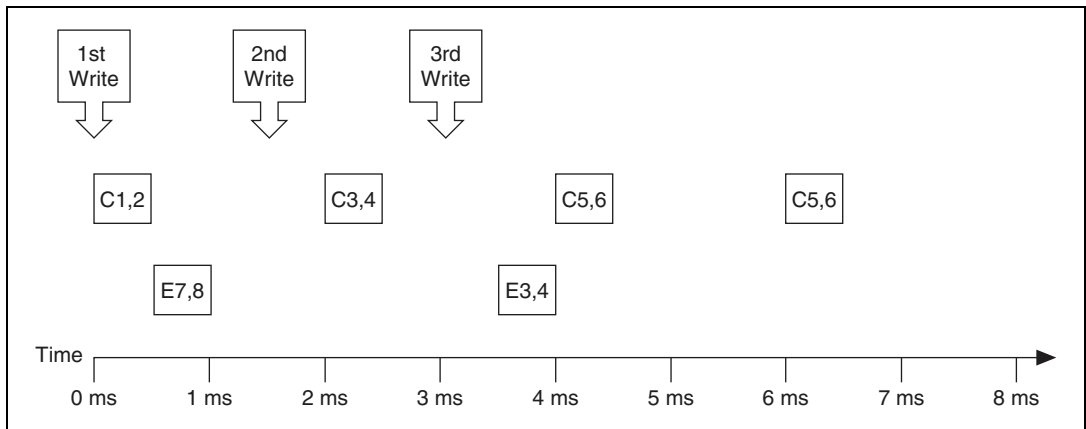 1st
Write
2nd
Write
3rd
Write
C1,2
C3,4
C5,6
C5,6
E7,8
E3,4
Time
0 ms
1 ms
2 ms
3 ms
4 ms
5 ms
6 ms
7 ms
8 ms